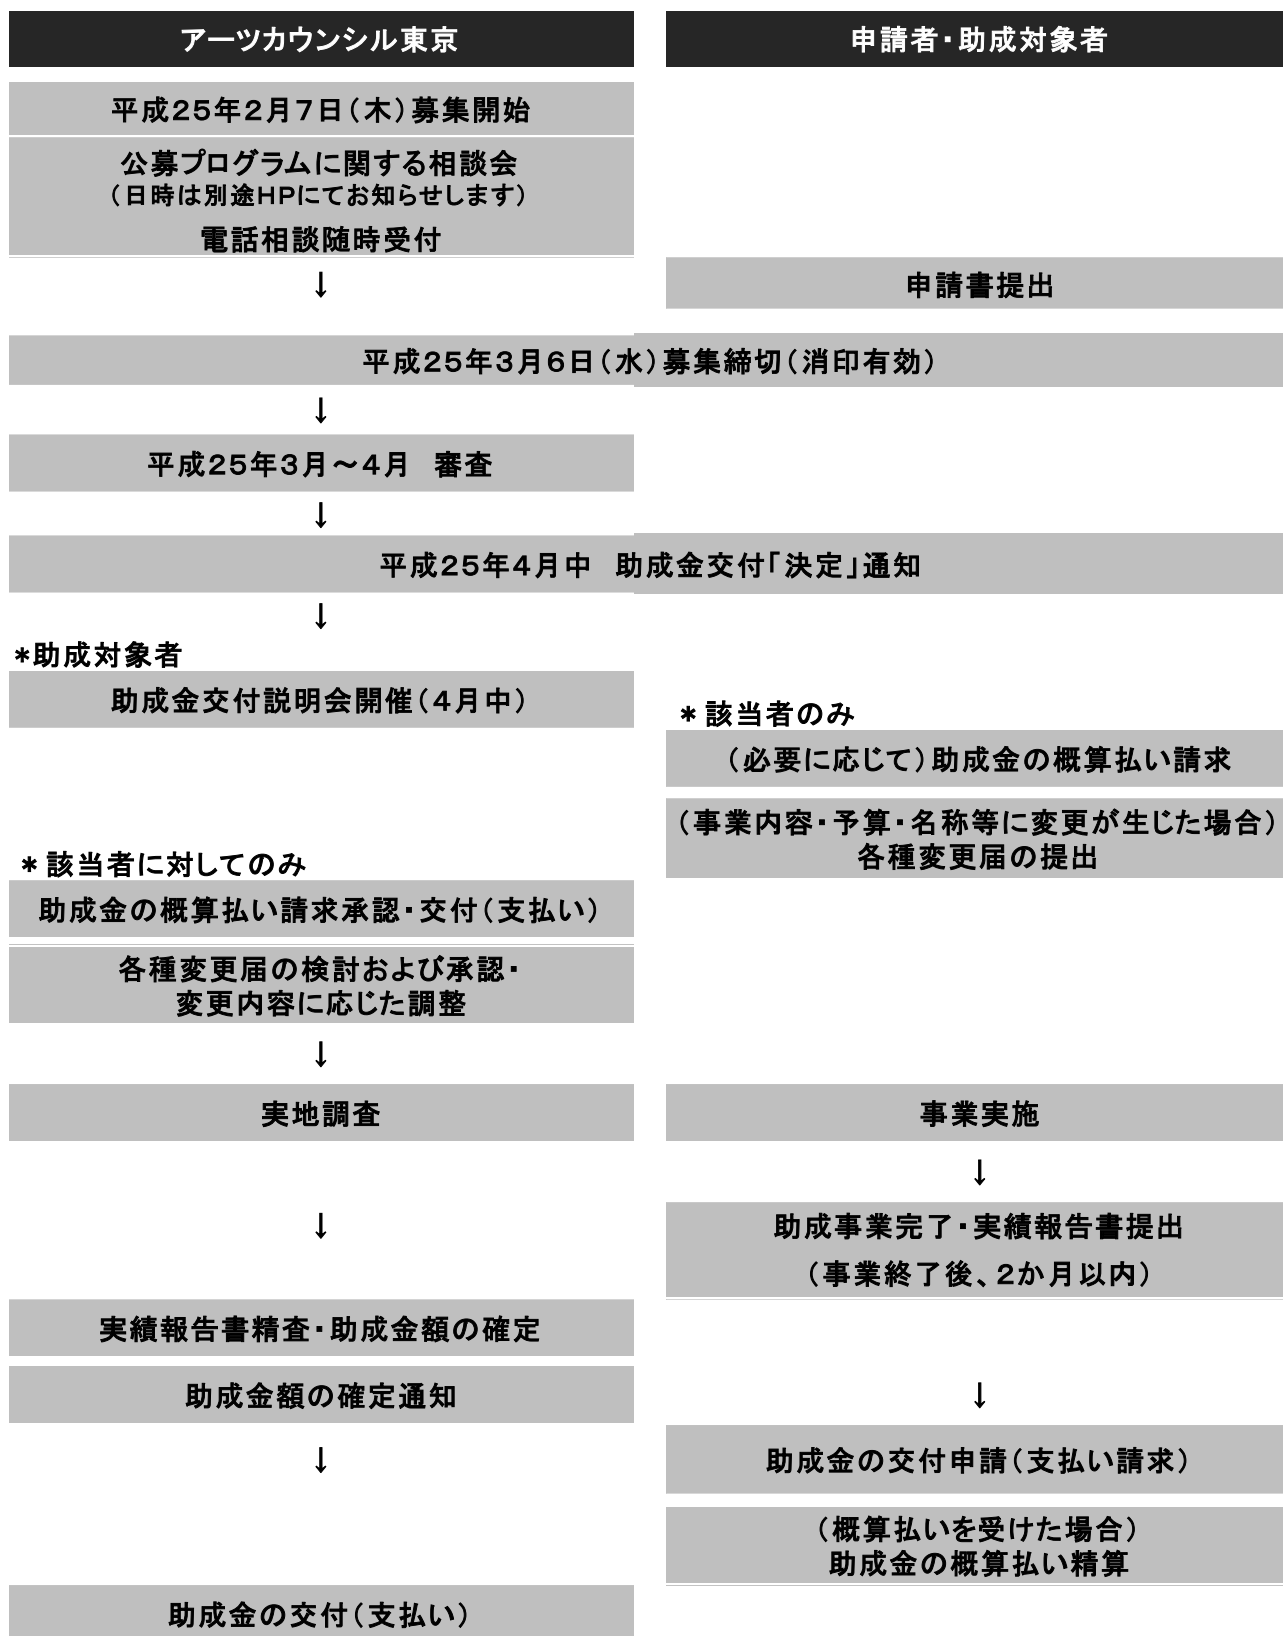 アーツカウンシル東京
申請者・助成対象者
平成25年2月7日（木）募集開始
公募プログラムに関する相談会
（日時は別途HPにてお知らせします）
電話相談随時受付
↓
申請書提出
平成25年3月6日（水）募集締切（消印有効）
↓
平成25年3月～4月　審査
↓
平成25年4月中　助成金交付「決定」通知
↓
*助成対象者
助成金交付説明会開催（4月中）
* 該当者のみ
（必要に応じて）助成金の概算払い請求
（事業内容・予算・名称等に変更が生じた場合）
各種変更届の提出
* 該当者に対してのみ
助成金の概算払い請求承認・交付（支払い）
各種変更届の検討および承認・
変更内容に応じた調整
↓
実地調査
事業実施
↓
↓
助成事業完了・実績報告書提出
（事業終了後、2か月以内）
実績報告書精査・助成金額の確定
助成金額の確定通知
↓
↓
助成金の交付申請（支払い請求）
（概算払いを受けた場合）
助成金の概算払い精算
助成金の交付（支払い）